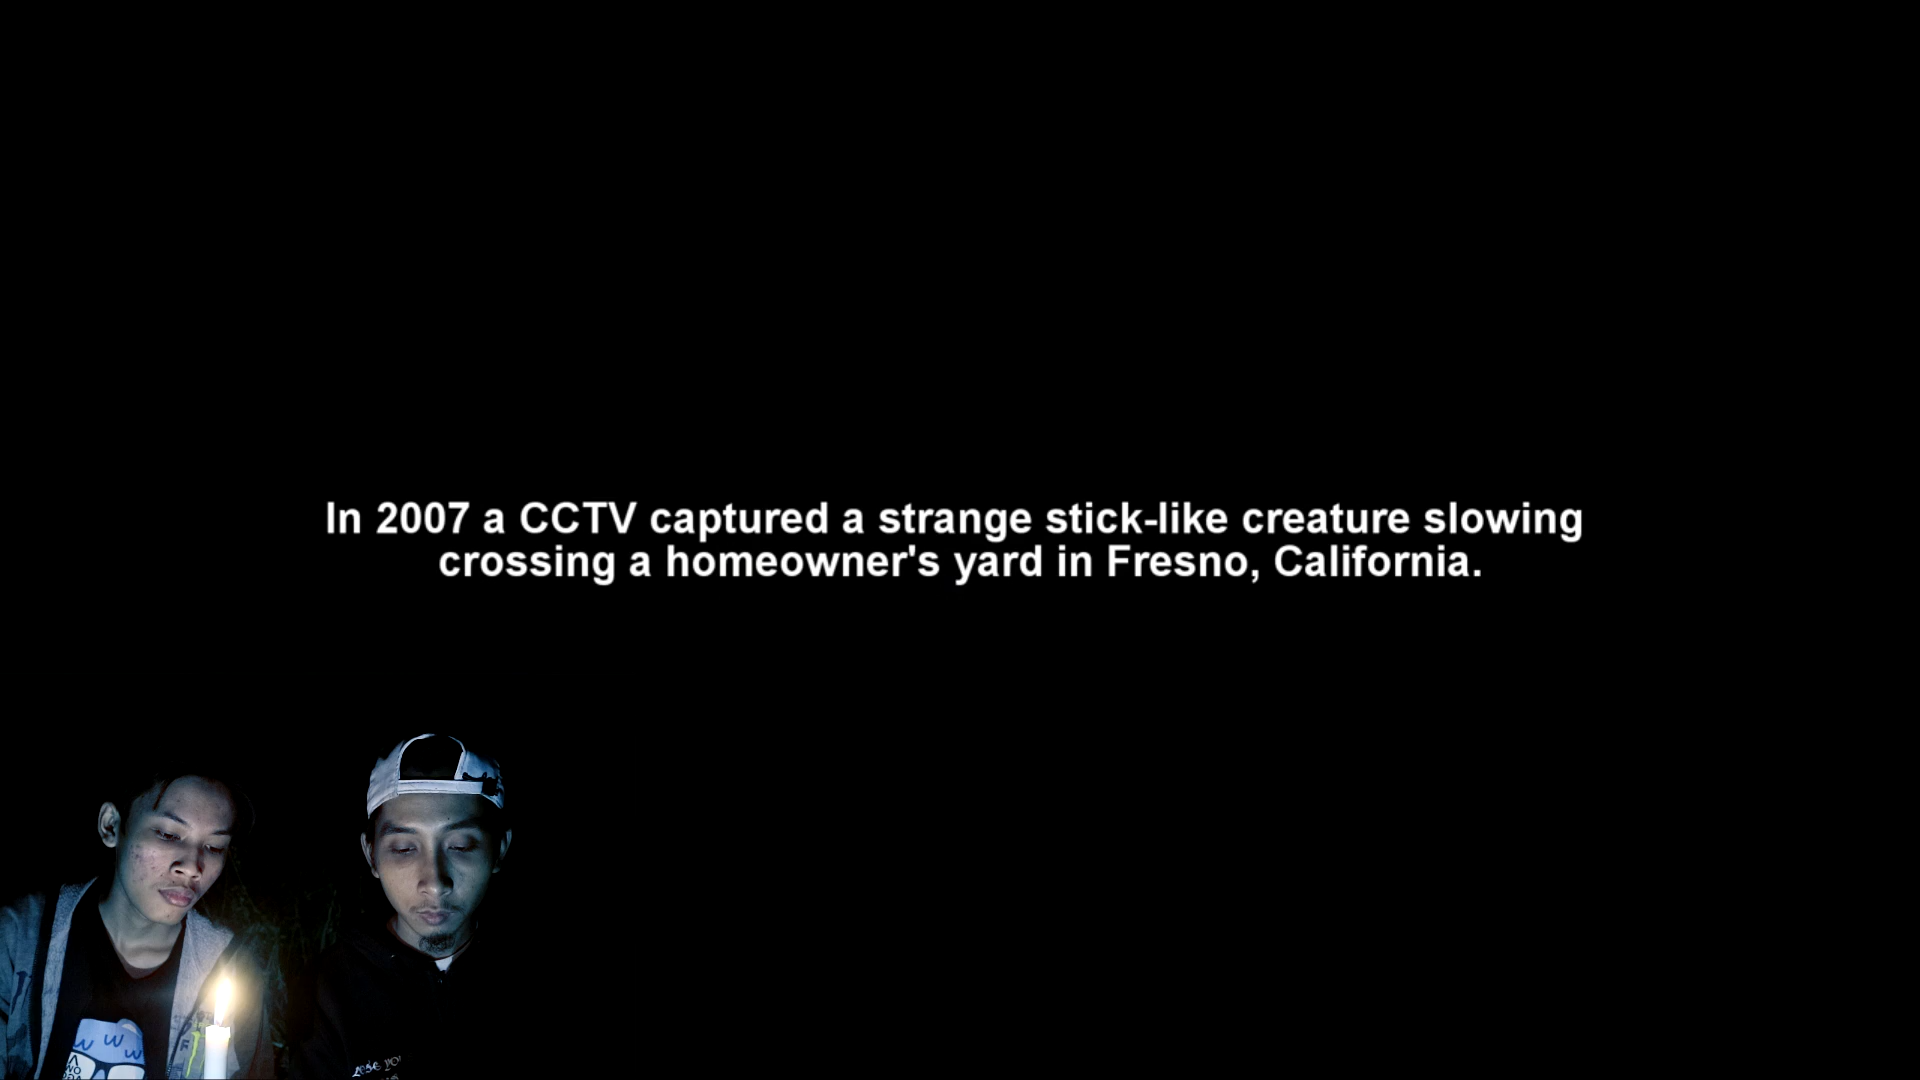 In 2007 a CCTV captured a strange stick-like creature slowing
crossing a homeowner's yard in Fresno, California.